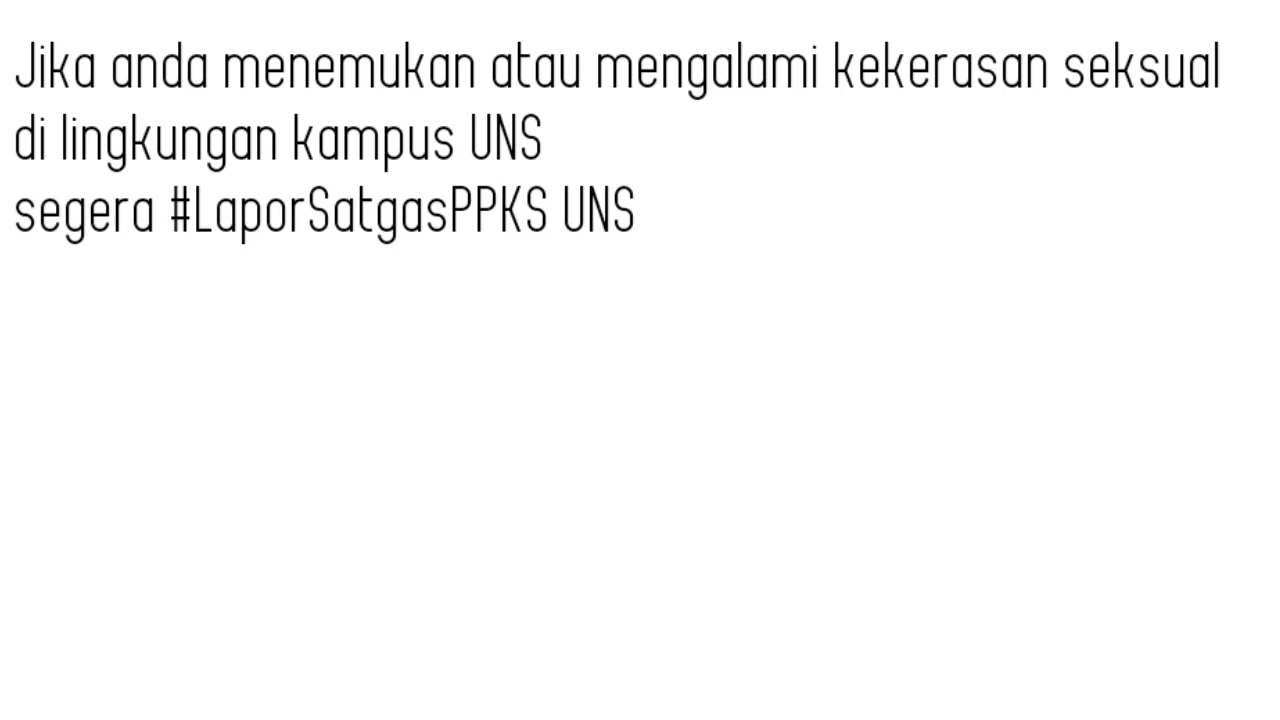 Jika anda menemukan atau mengalami kekerasan seksual
di lingkungan kampus UNS
segera #LaporSatgasPPKS UNS